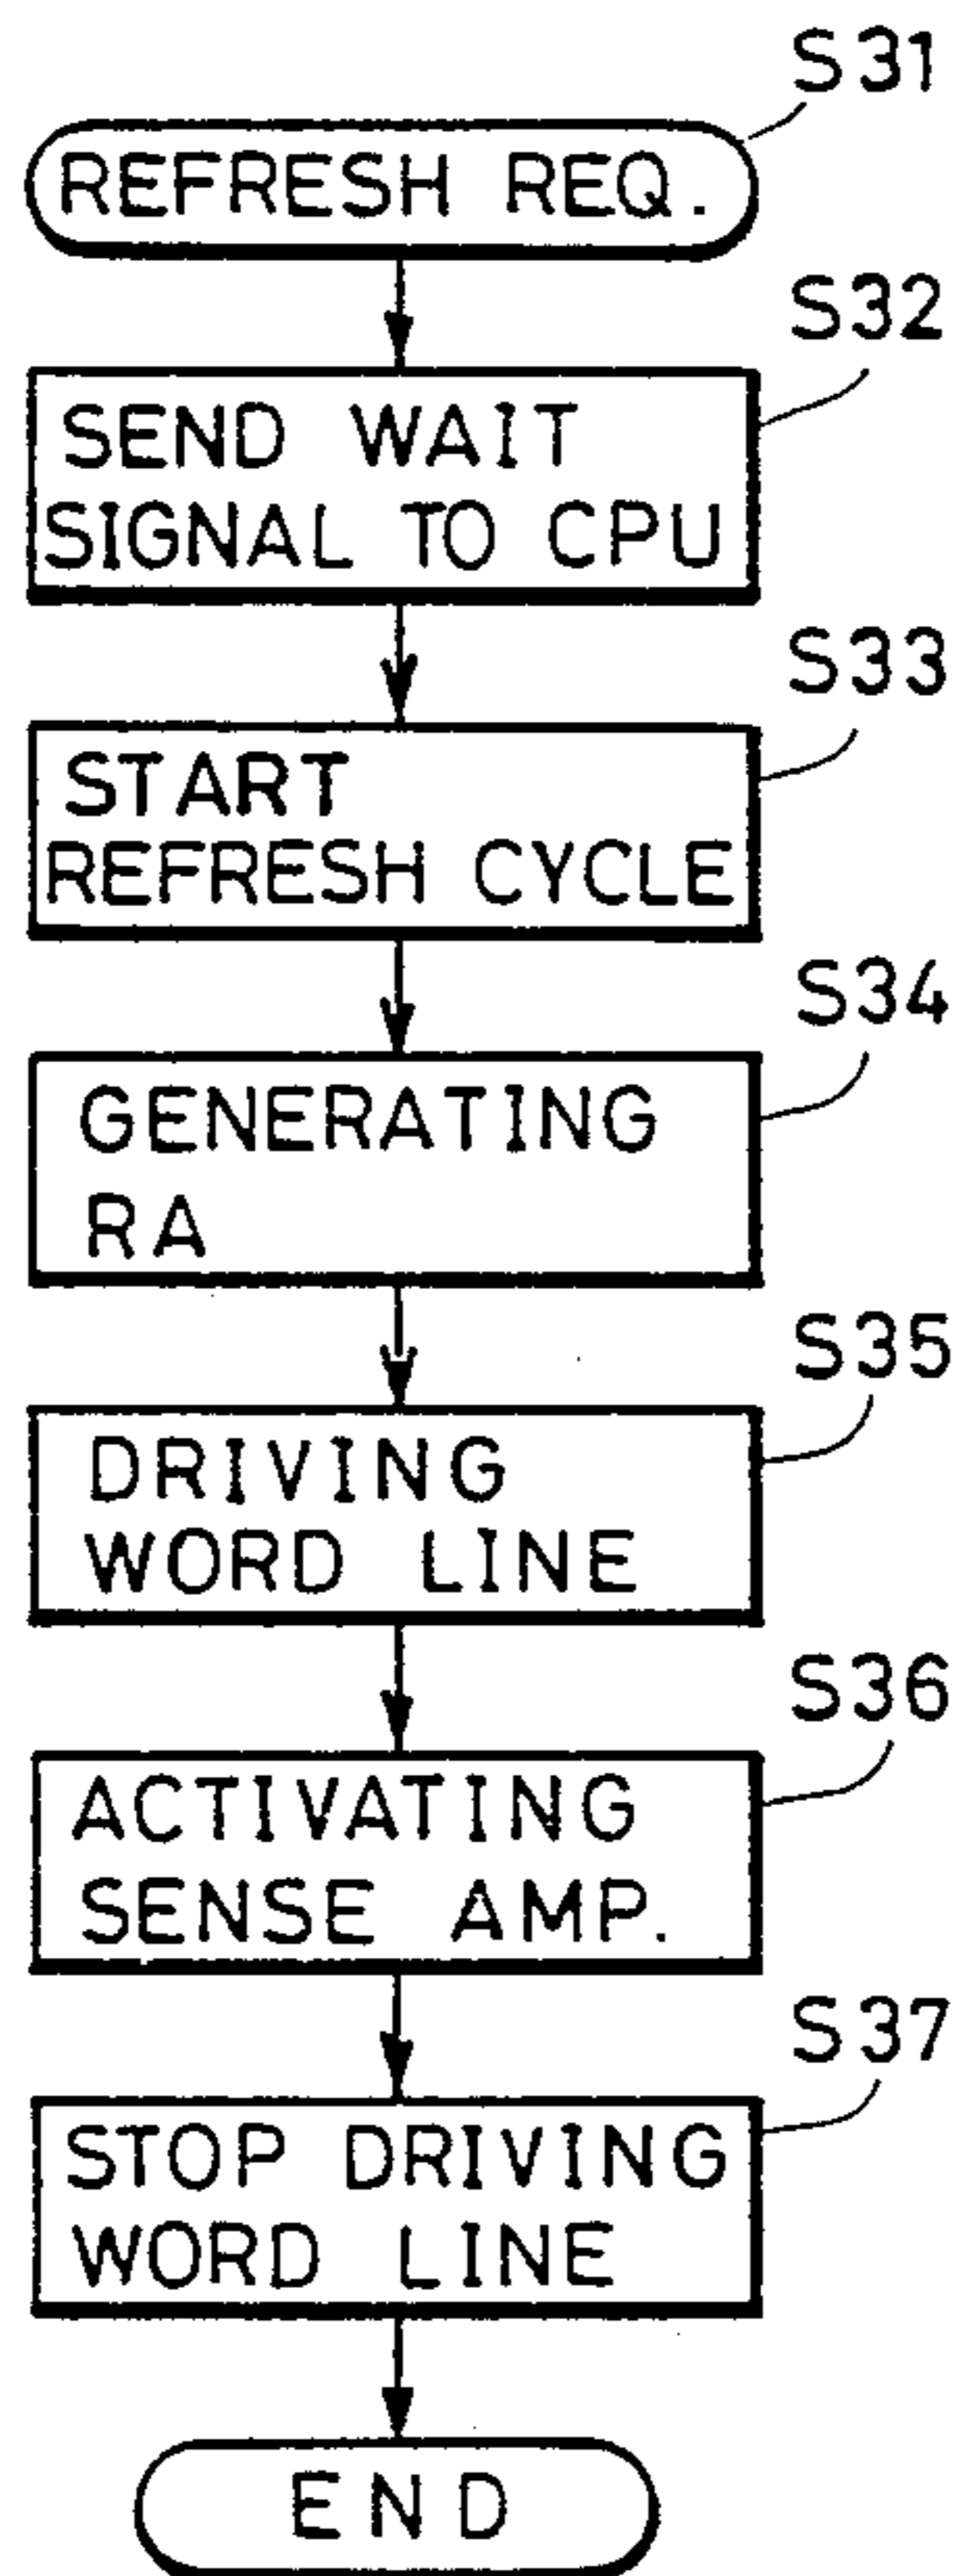 S31
REFRESH REQ.
S32
SEND WAIT
SIGNAL TO CPU
S33
START
REFRESH CYCLE
S34
GENERATING
RA
S35
DRIVING
WORD LINE
S36
ACTIVATING
SENSE AMP.
S37
STOP DRIVING
WORD LINE
END